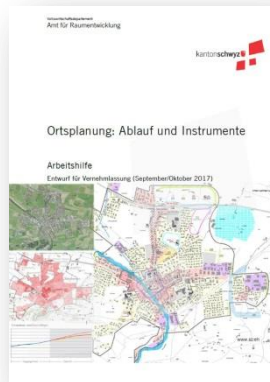 Volkswirtschaftsdepartement
Amt für Raumentwicklung
kantonschwyz
Ortsplanung: Ablauf und Instrumente
Arbeitshilfe
Entwurf für Vernehmlassung (September/Oktober 2017)